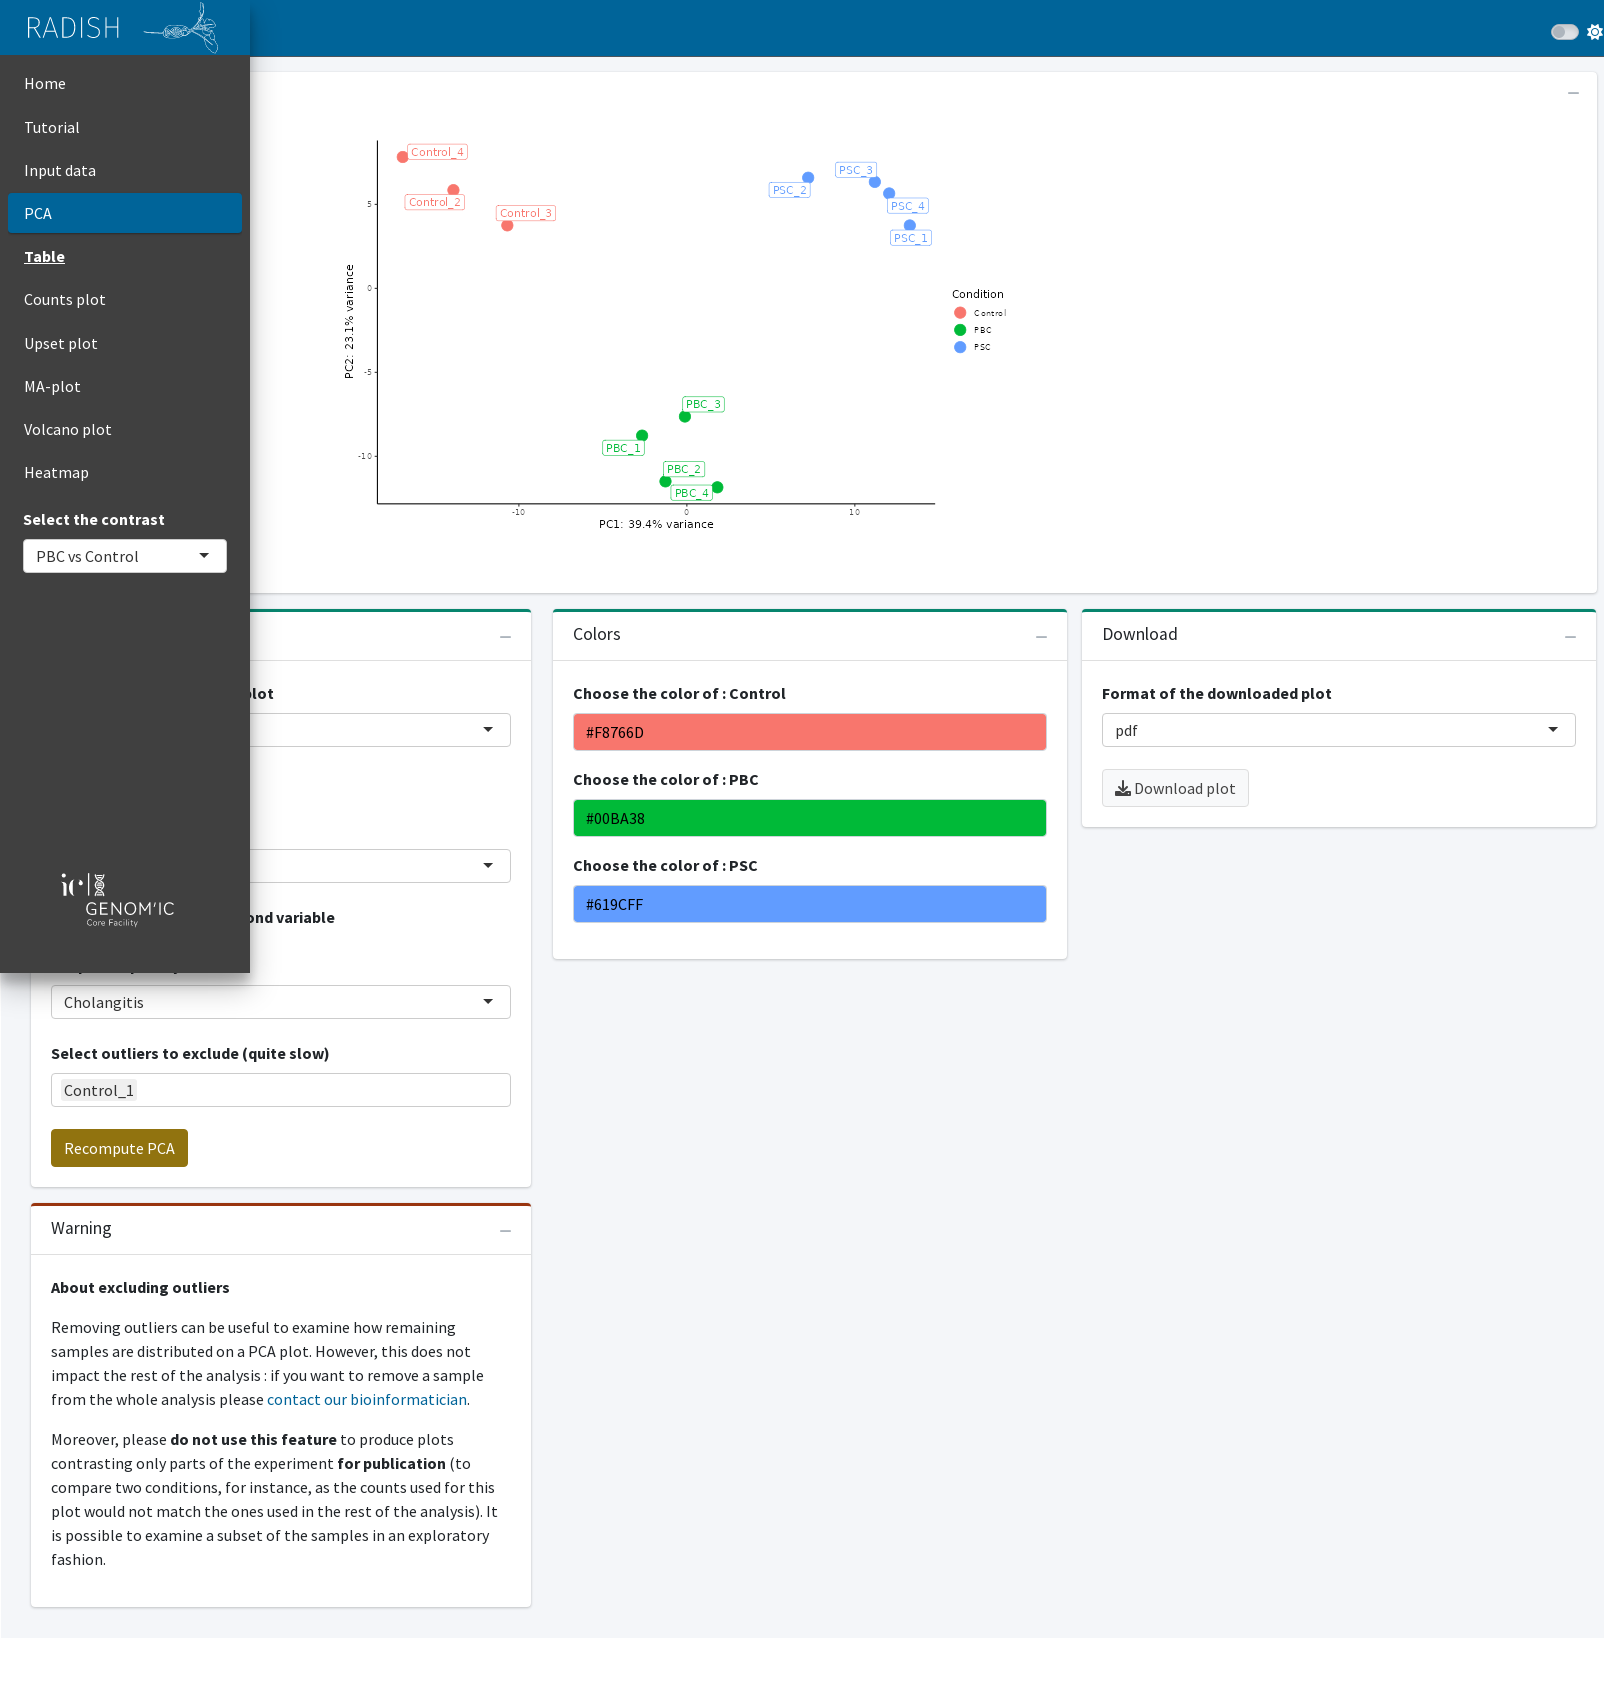 RADISH
Home
Tutorial
Input data
PCA
Table
Counts plot
Upset plot
MA-plot
Volcano plot
Heatmap
Select the contrast
PBC vs Control
ic
GENOM'IC
Core Facility
Control_4
Control_2
Control_3
PSC_2
PSC_3
PSC_4
PSC_1
PBC_3
PBC_1
PBC_2
PBC_4
5
0
-5
-10
PC2: 23.1% variance
-10
0
10
PC1: 39.4% variance
Condition
Control
PBC
PSC
plot
ond variable
Cholangitis
Select outliers to exclude (quite slow)
Control_1
Recompute PCA
Colors
Choose the color of : Control
#F8766D
Choose the color of : PBC
#00BA38
Choose the color of : PSC
#619CFF
Download
Format of the downloaded plot
pdf
Download plot
Warning
About excluding outliers
Removing outliers can be useful to examine how remaining
samples are distributed on a PCA plot. However, this does not
impact the rest of the analysis : if you want to remove a sample
from the whole analysis please contact our bioinformatician.
Moreover, please do not use this feature to produce plots
contrasting only parts of the experiment for publication (to
compare two conditions, for instance, as the counts used for this
plot would not match the ones used in the rest of the analysis). It
is possible to examine a subset of the samples in an exploratory
fashion.